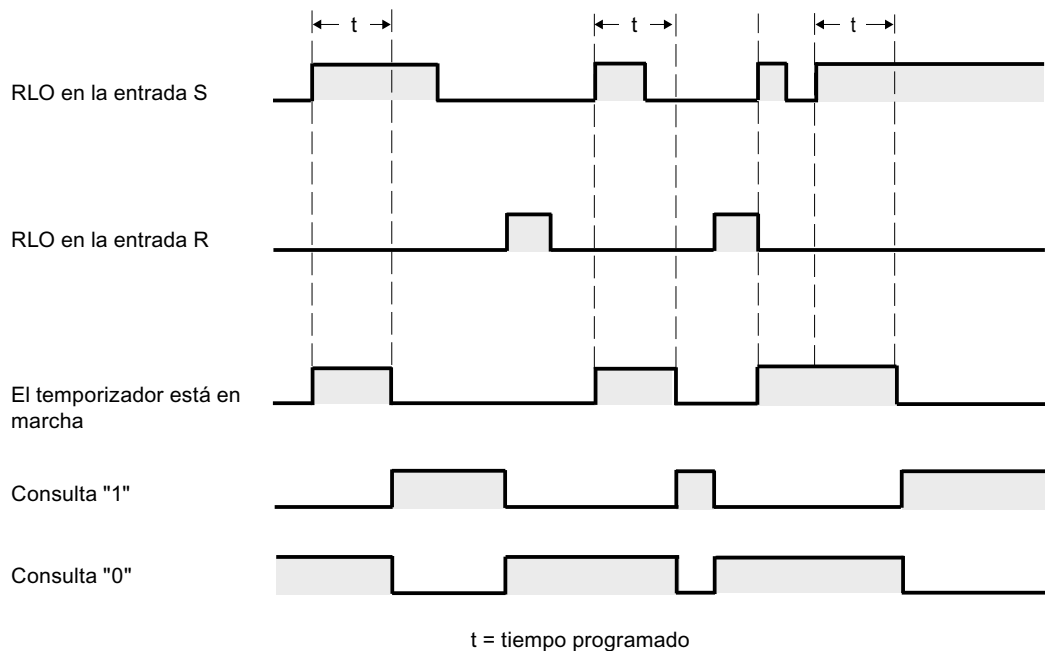 t t t
RLO en la entrada S
RLO en la entrada R
El temporizador está en
marcha
Consulta "1"
Consulta "0"
t = tiempo programado